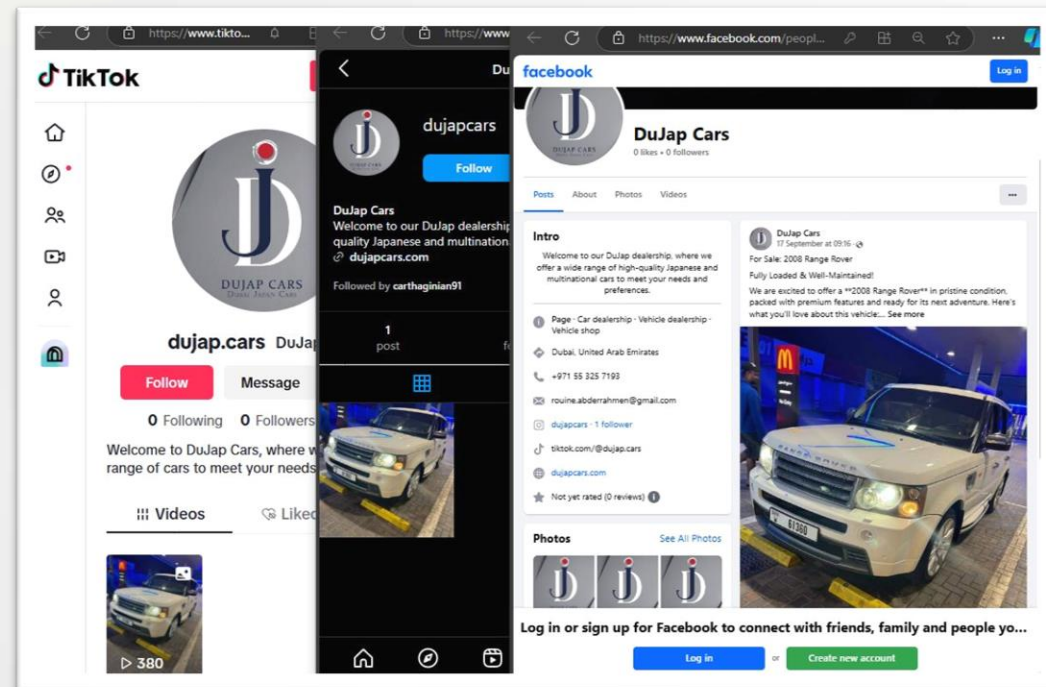 https://www.tikto...
TikTok
DUJAP CARS
DUBAI JAPAN CARS
dujap.cars DuJap
Follow
Message
0 Following 0 Followers
Welcome to DuJap Cars, where w
range of cars to meet your needs
Videos
Liked
380
https://www
Du
dujapcars
Follow
DuJap Cars
Welcome to our DuJap dealership
quality Japanese and multination
dujapcars.com
Followed by carthaginian91
1
post
https://www.facebook.com/peopl...
facebook
Log in
DUJAP CARS
DuJap Cars
0 likes • 0 followers
Posts About Photos Videos
Intro
Welcome to our DuJap dealership, where we
offer a wide range of high-quality Japanese and
multinational cars to meet your needs and
preferences.
Page · Car dealership · Vehicle dealership ·
Vehicle shop
Dubai, United Arab Emirates
+971 55 325 7193
rouine.abderrahmen@gmail.com
dujapcars · 1 follower
tiktok.com/@dujap.cars
dujapcars.com
Not yet rated (0 reviews)
Photos
See All Photos
DuJap Cars
17 September at 09:16
For Sale: 2008 Range Rover
Fully Loaded & Well-Maintained!
We are excited to offer a **2008 Range Rover** in pristine condition,
packed with premium features and ready for its next adventure. Here's
what you'll love about this vehicle:... See more
RANGE ROVER
61360
Log in or sign up for Facebook to connect with friends, family and people yo...
Log in
or
Create new account